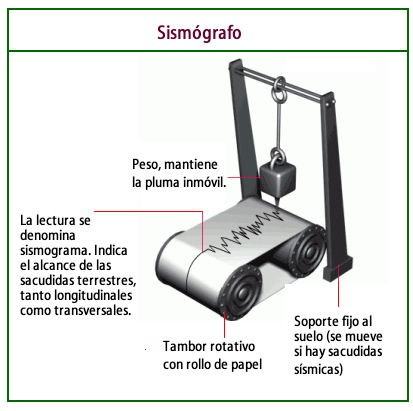 Sismógrafo
Peso, mantiene
la pluma inmóvil.
La lectura se
denomina
sismograma. Indica
el alcance de las
sacudidas terrestres,
tanto longitudinales
como transversales.
Tambor rotativo
con rollo de papel
Soporte fijo al
suelo (se mueve
si hay sacudidas
sísmicas)